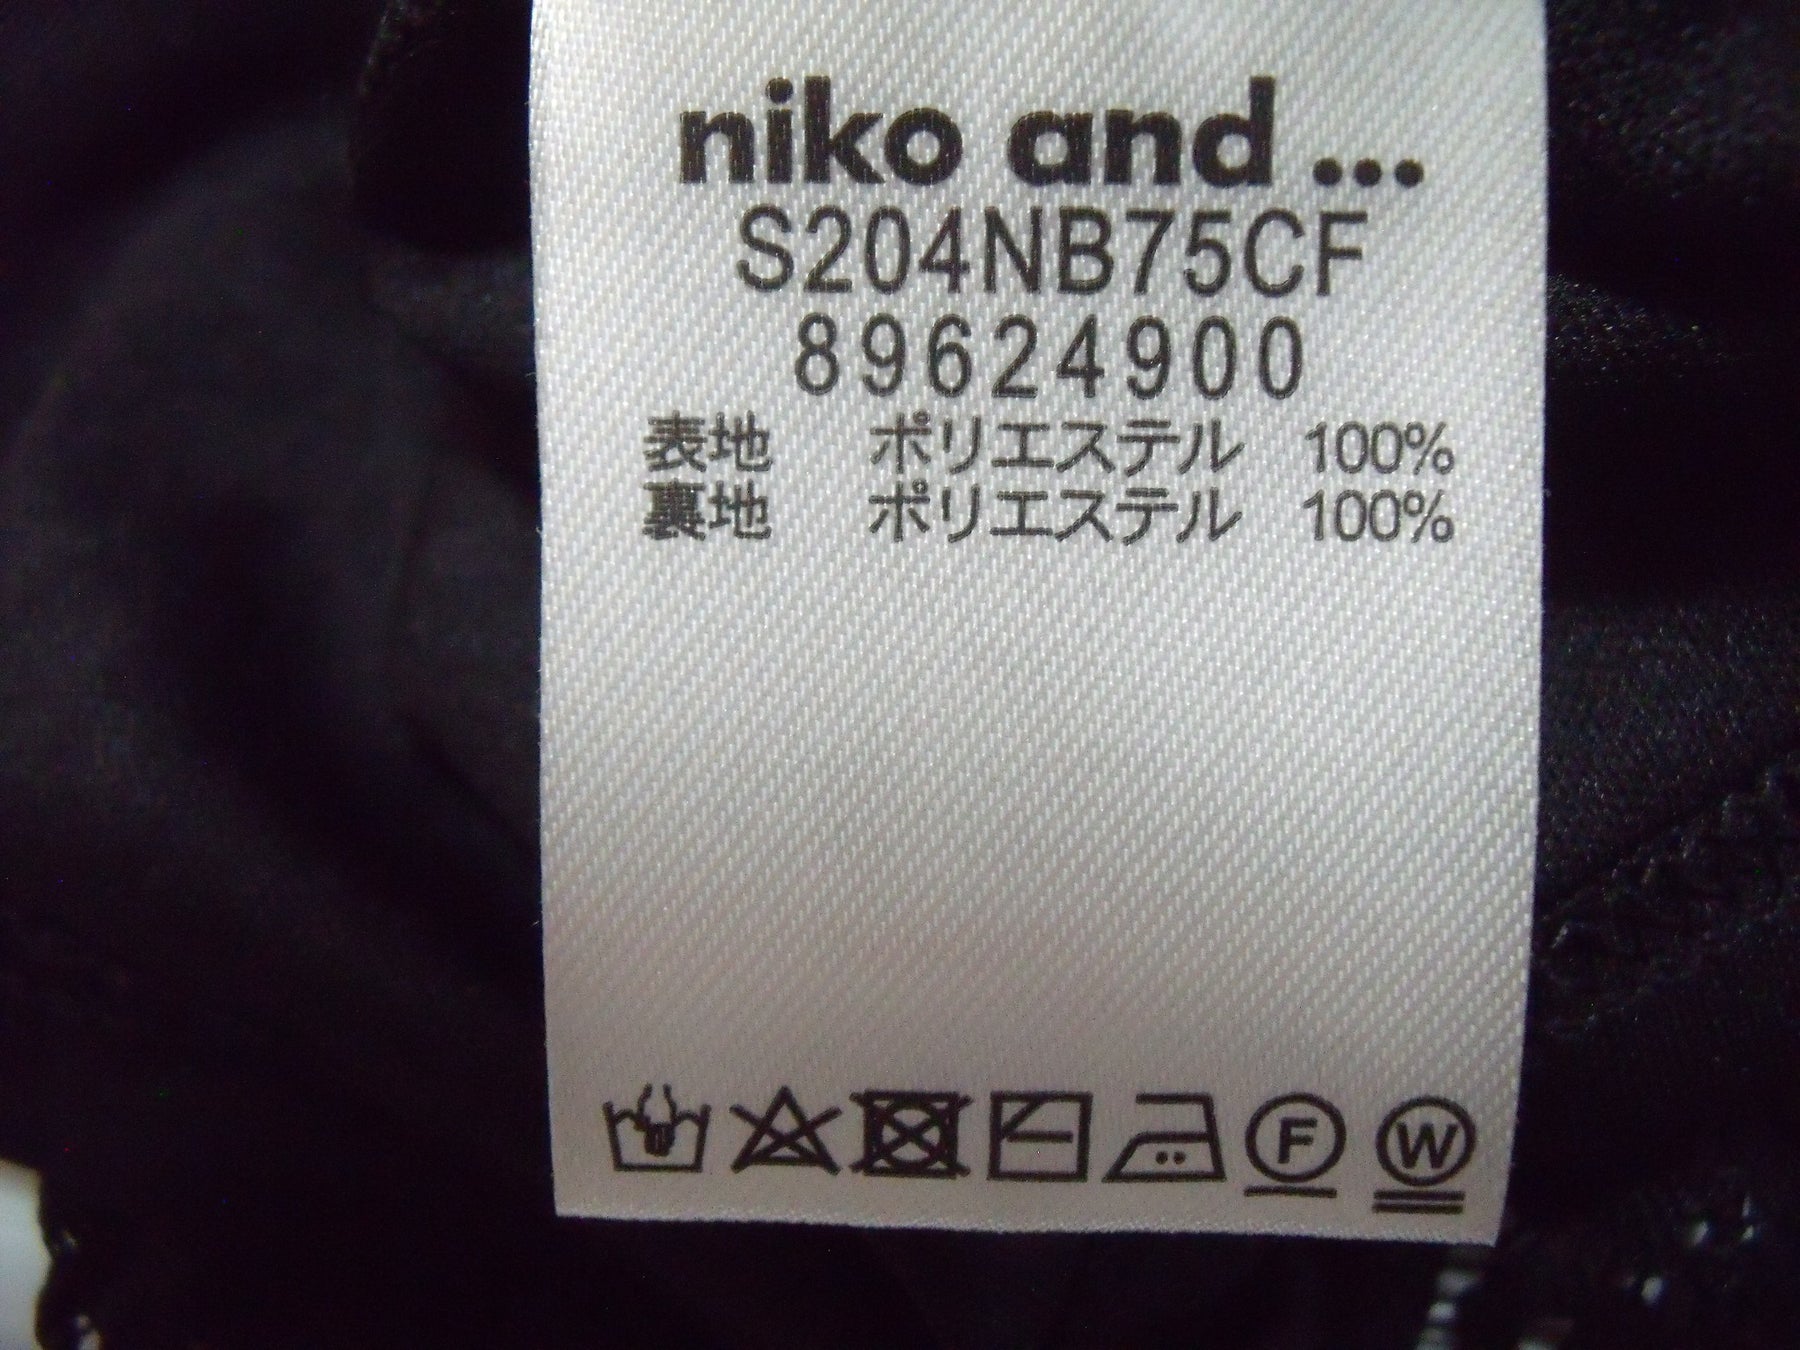 niko and ...
S204NB75CF
89624900
表地 ポリエステル 100%
裏地 ポリエステル 100%
F W